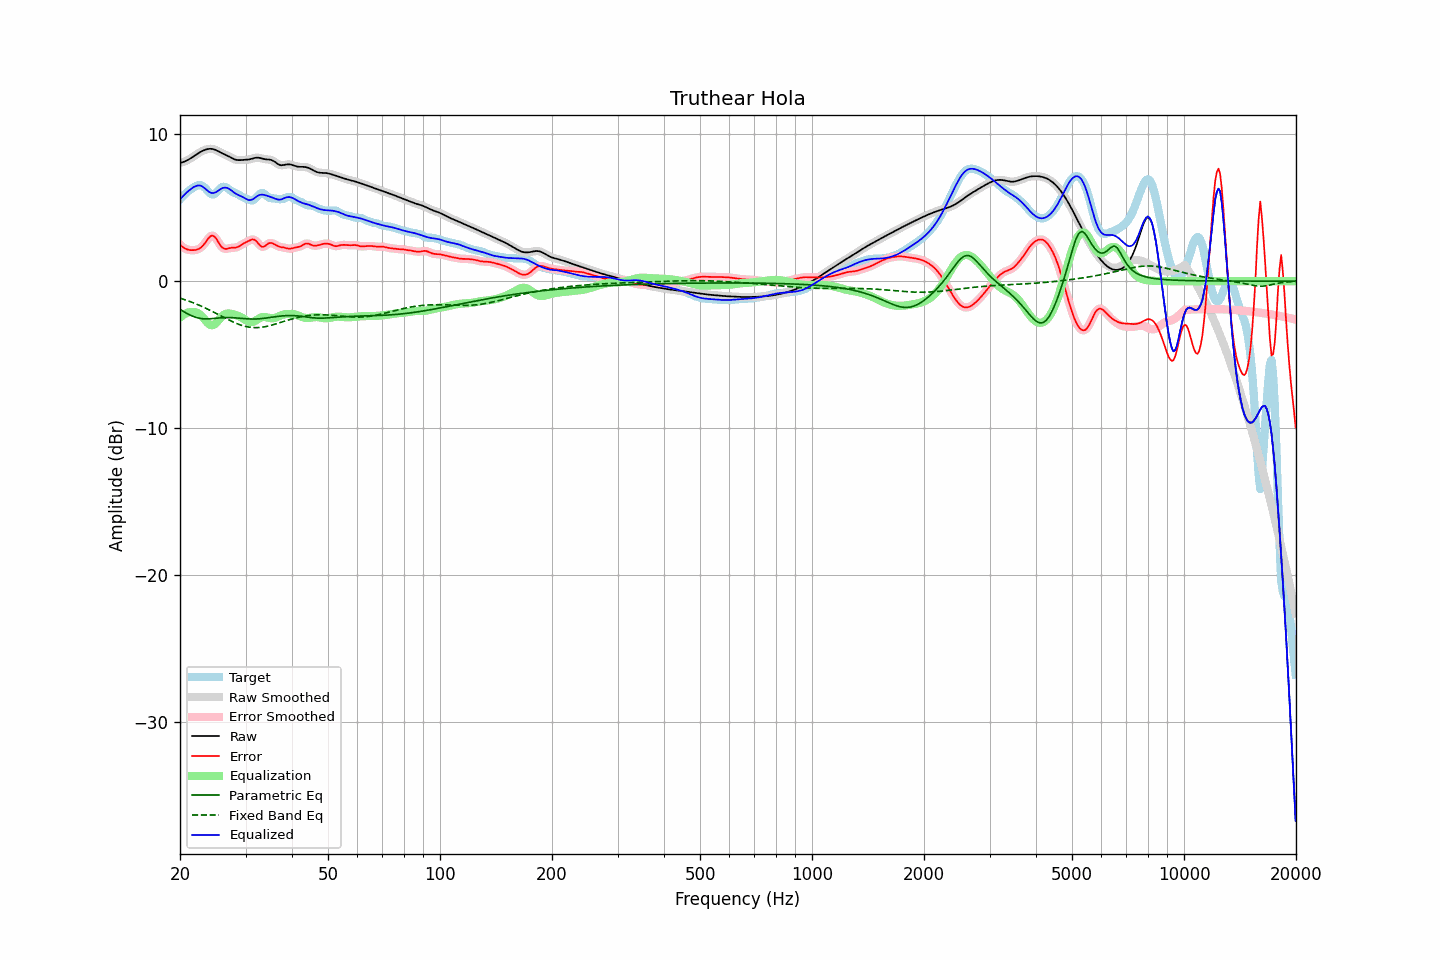 Truthear Hola
10
0
−10
−20
−30
Amplitude (dBr)
Target
Raw Smoothed
Error Smoothed
Raw
Error
Equalization
Parametric Eq
Fixed Band Eq
Equalized
20 50 100 200 500 1000 2000 5000 10000 20000
Frequency (Hz)